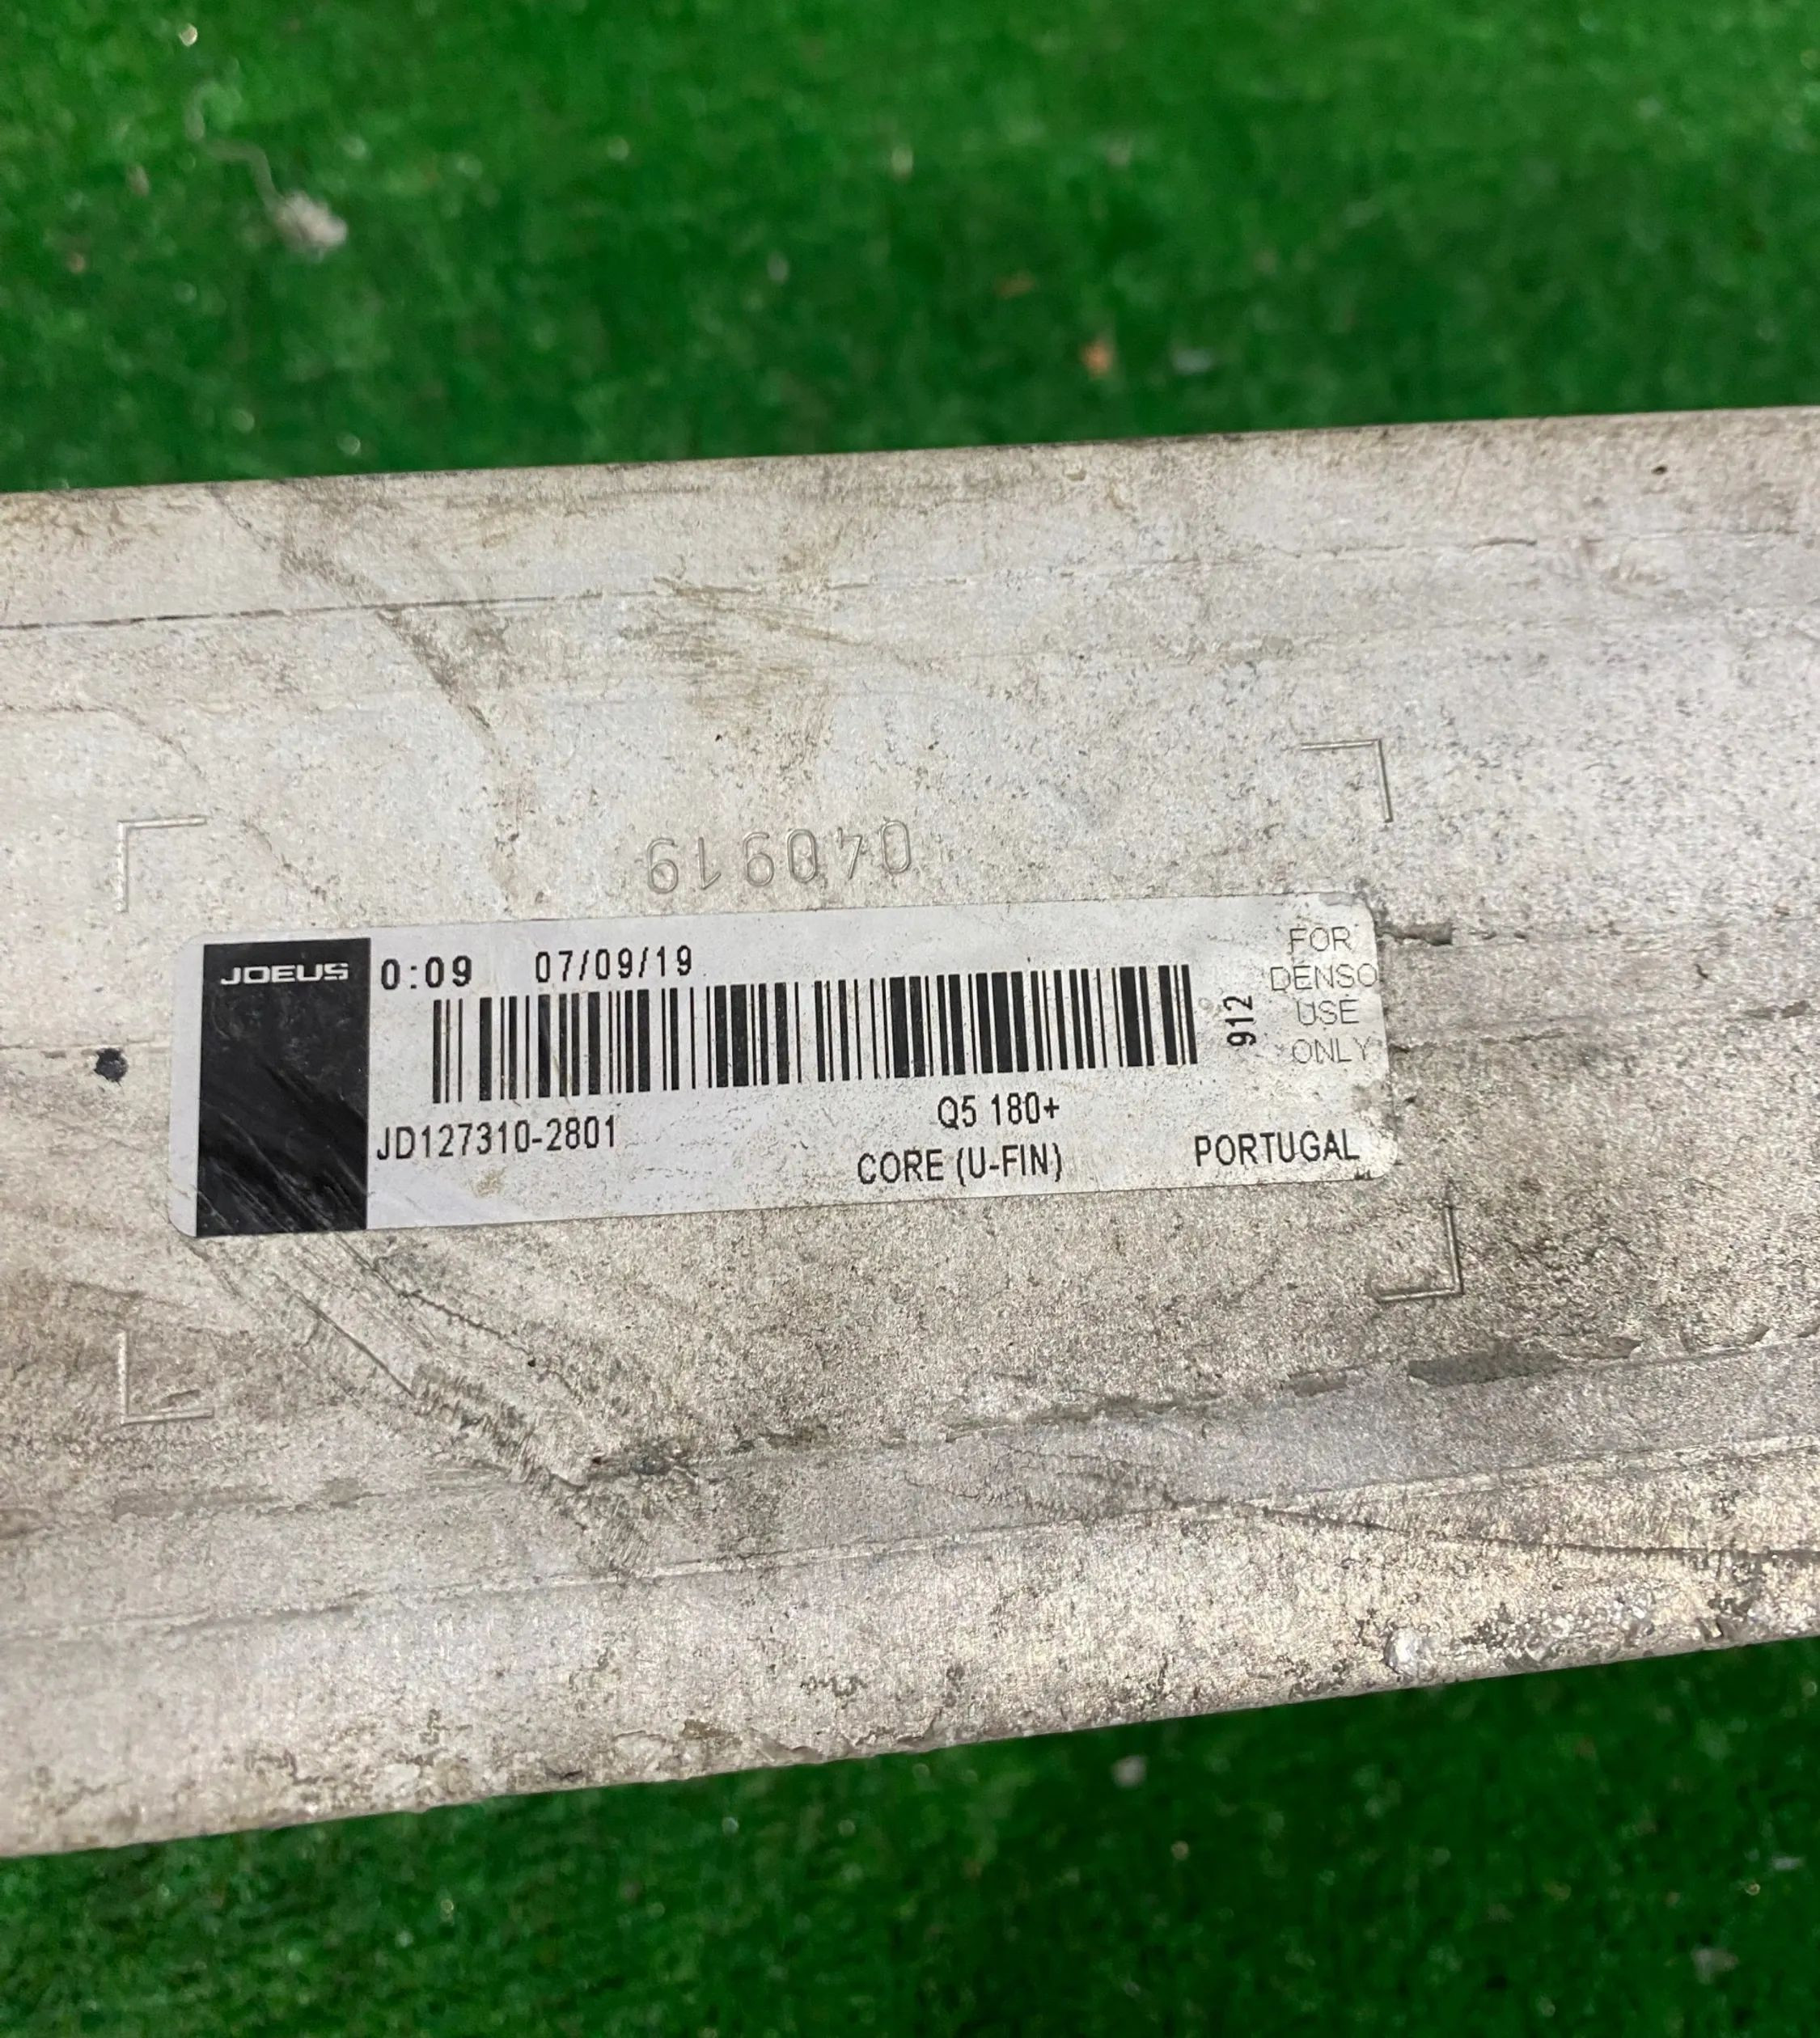 040919
JOEUS
0:09 07/09/19
912
FOR
DENSO
USE
ONLY
JD127310-2801
Q5 180+
CORE (U-FIN)
PORTUGAL